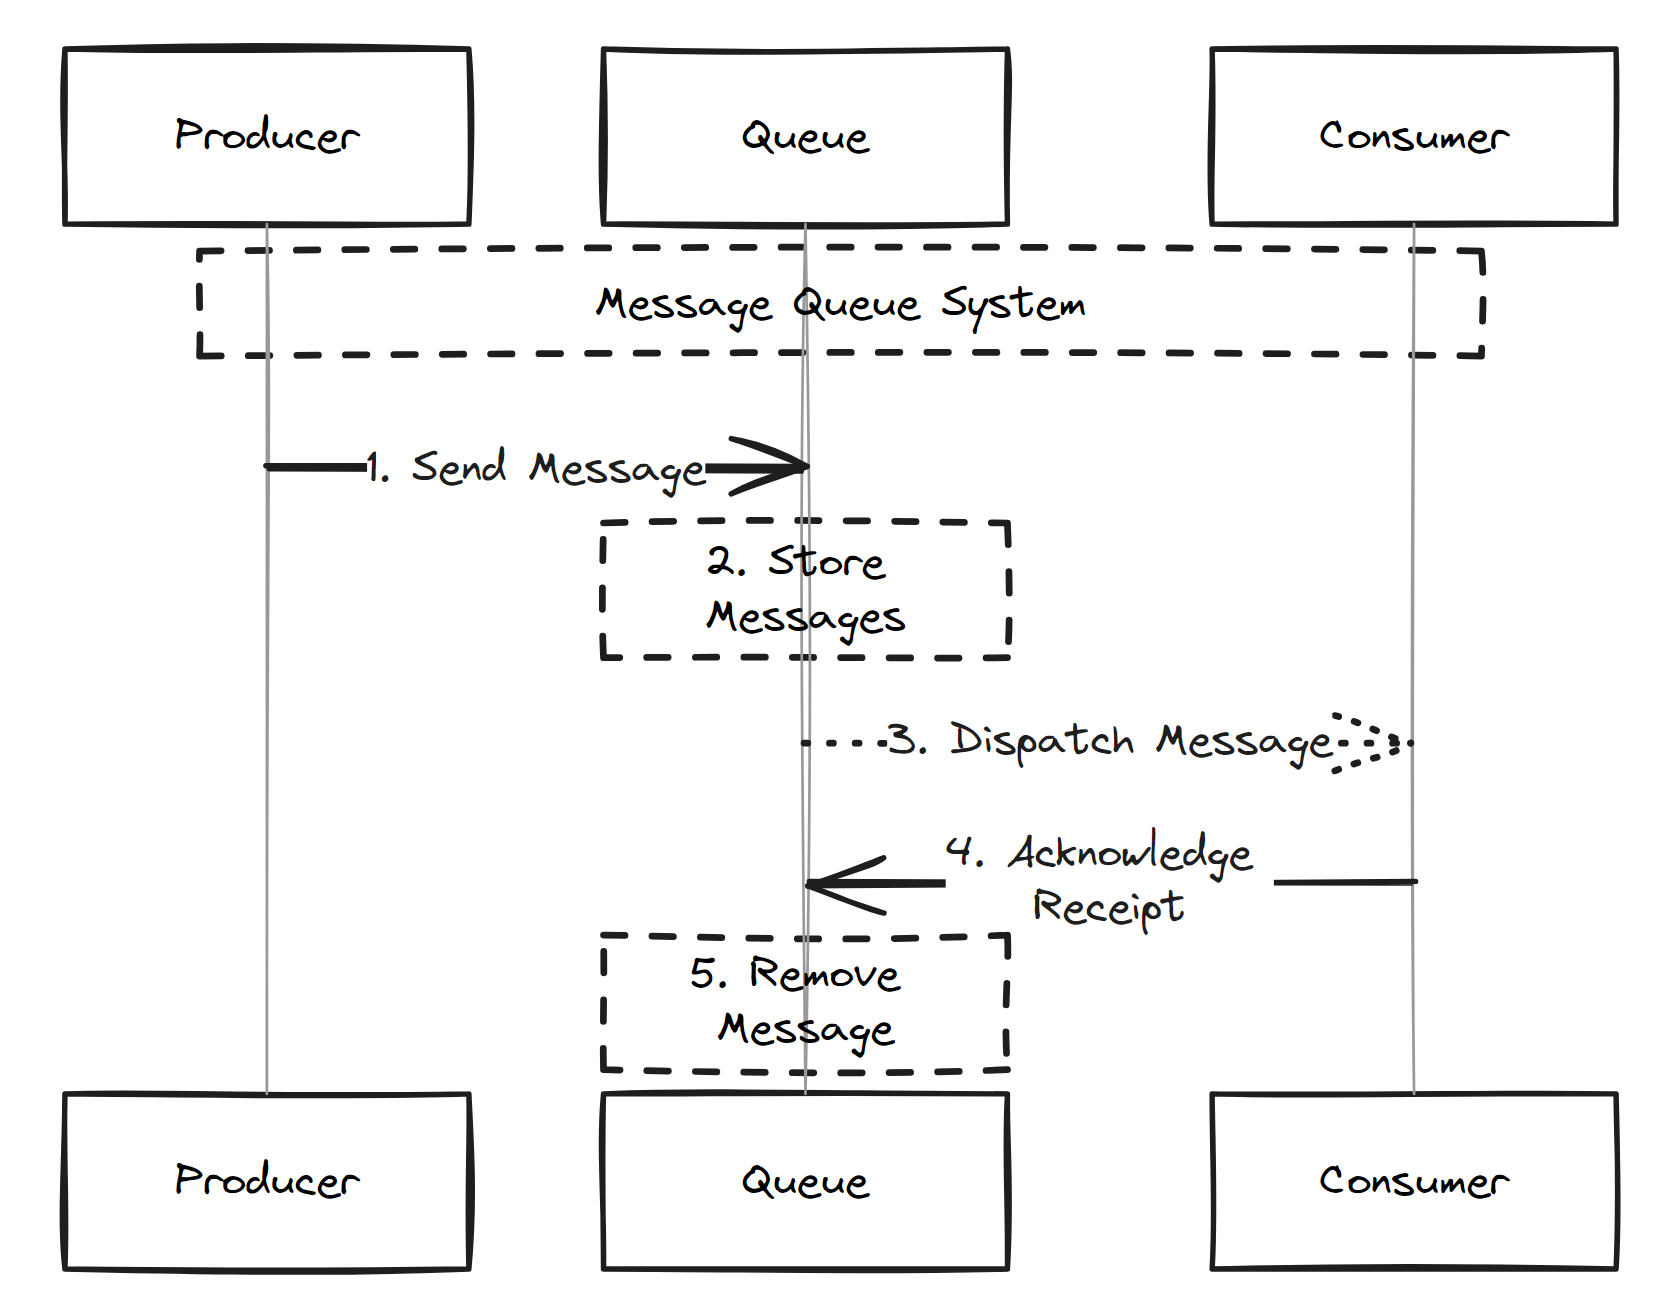 Producer
Queue
Consumer
Message Queue System
1. Send Message
2. Store
Messages
3. Dispatch Message
4. Acknowledge
Receipt
5. Remove
Message
Producer
Queue
Consumer